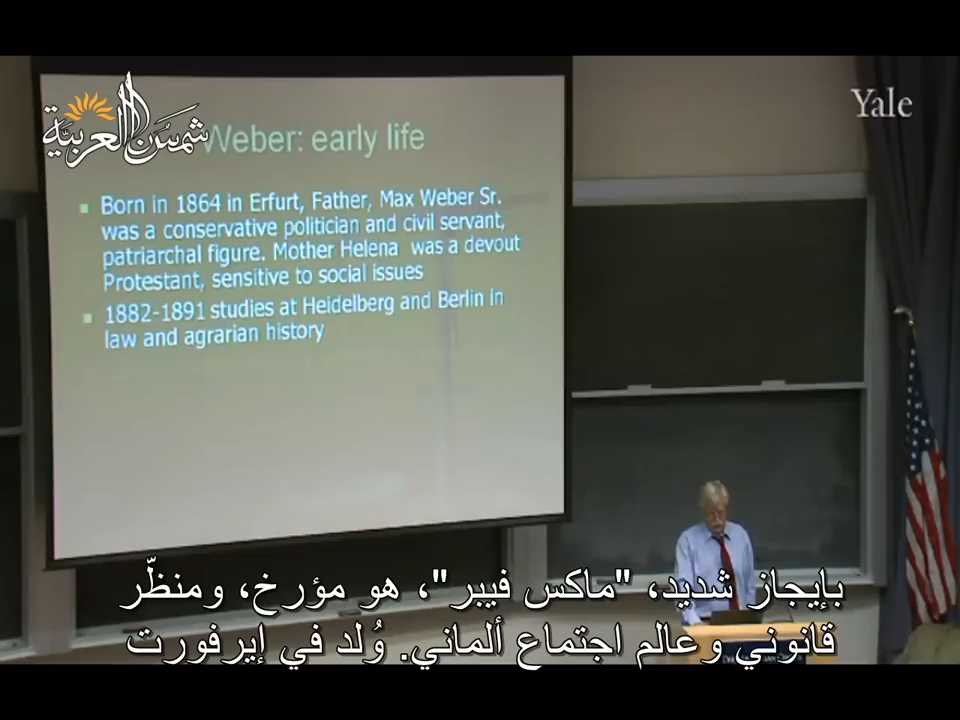 شمس العربية
Yale
Weber: early life
Born in 1864 in Erfurt, Father, Max Weber Sr.
was a conservative politician and civil servant,
patriarchal figure. Mother Helena was a devout
Protestant, sensitive to social issues
1882-1891 studies at Heidelberg and Berlin in
law and agrarian history
بإيجاز شديد، "ماكس فيبر"، هو مؤرخ، ومنظّر
قانوني وعالم اجتماع ألماني. وُلد في إيرفورت